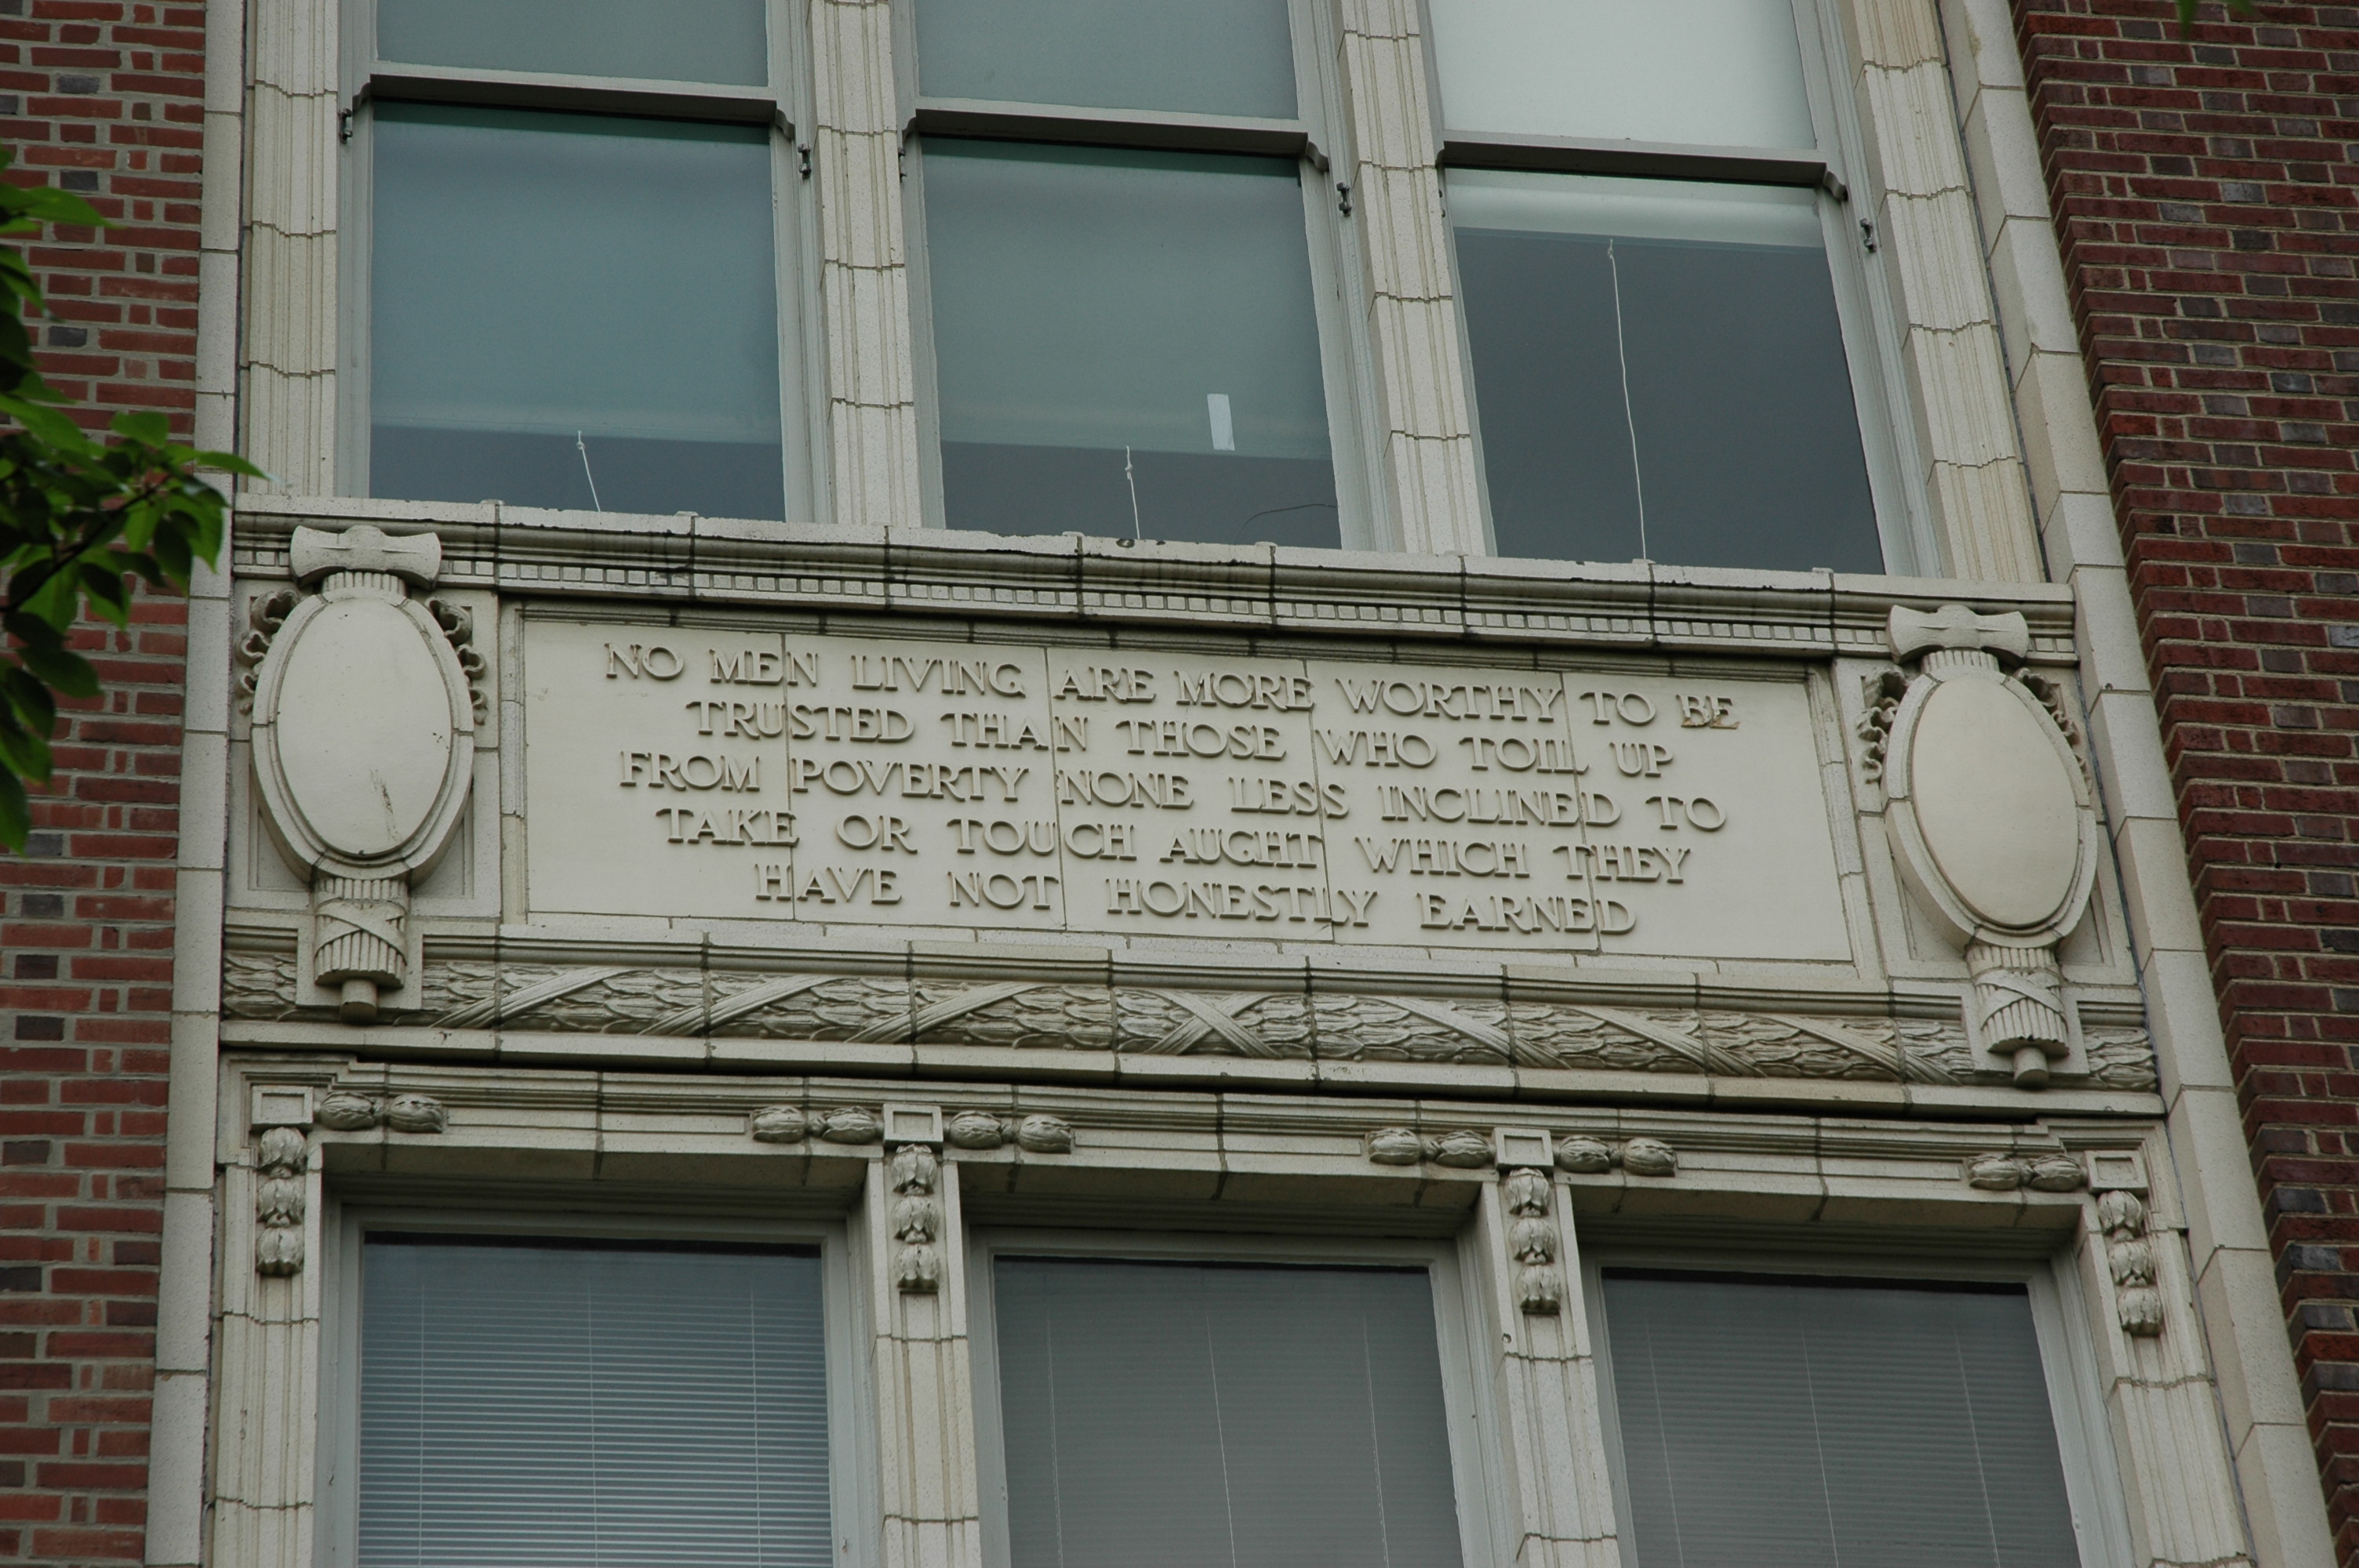 NO MEN LIVING ARE MORE WORTHY TO BE
TRUSTED THAN THOSE WHO TOIL UP
FROM POVERTY NONE LESS INCLINED TO
TAKE OR TOUCH AUGHT WHICH THEY
HAVE NOT HONESTLY EARNED